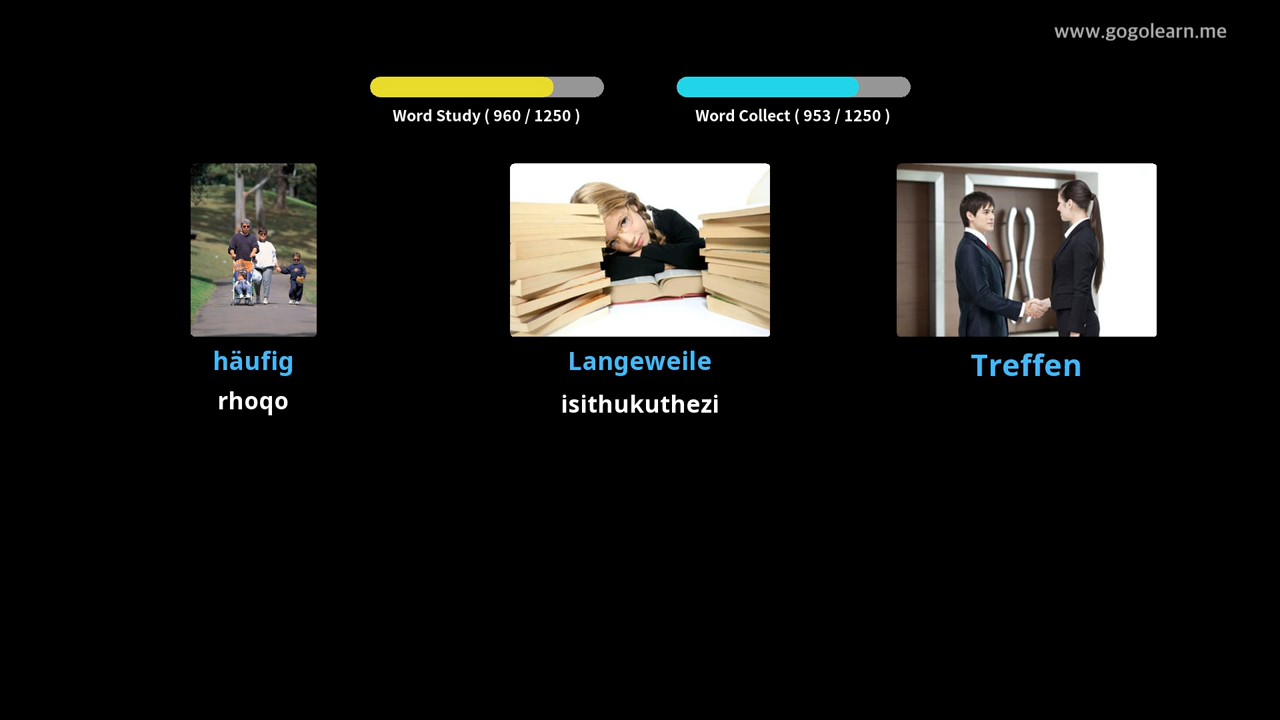 www.gogolearn.me
Word Study ( 960 / 1250 )
Word Collect ( 953 / 1250 )
häufig
rhoqo
Langeweile
isithukuthezi
Treffen